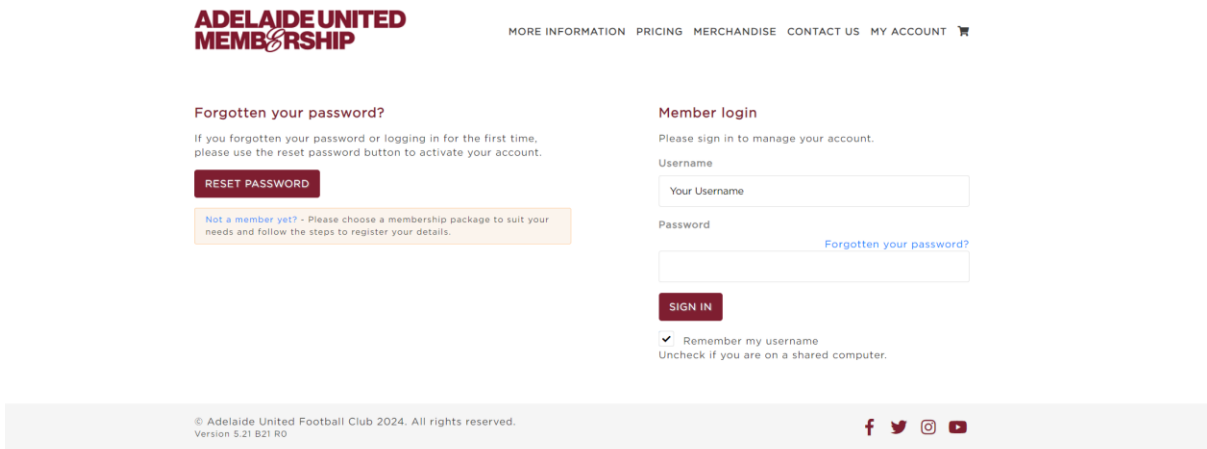 ADELAIDE UNITED
MEMBERSHIP
MORE INFORMATION PRICING MERCHANDISE CONTACT US MY ACCOUNT
Forgotten your password?
If you forgotten your password or logging in for the first time,
please use the reset password button to activate your account.
RESET PASSWORD
Not a member yet? - Please choose a membership package to suit your
needs and follow the steps to register your details.
Member login
Please sign in to manage your account.
Username
Your Username
Password
Forgotten your password?
SIGN IN
Remember my username
Uncheck if you are on a shared computer.
© Adelaide United Football Club 2024. All rights reserved.
Version 5.21 B21 R0